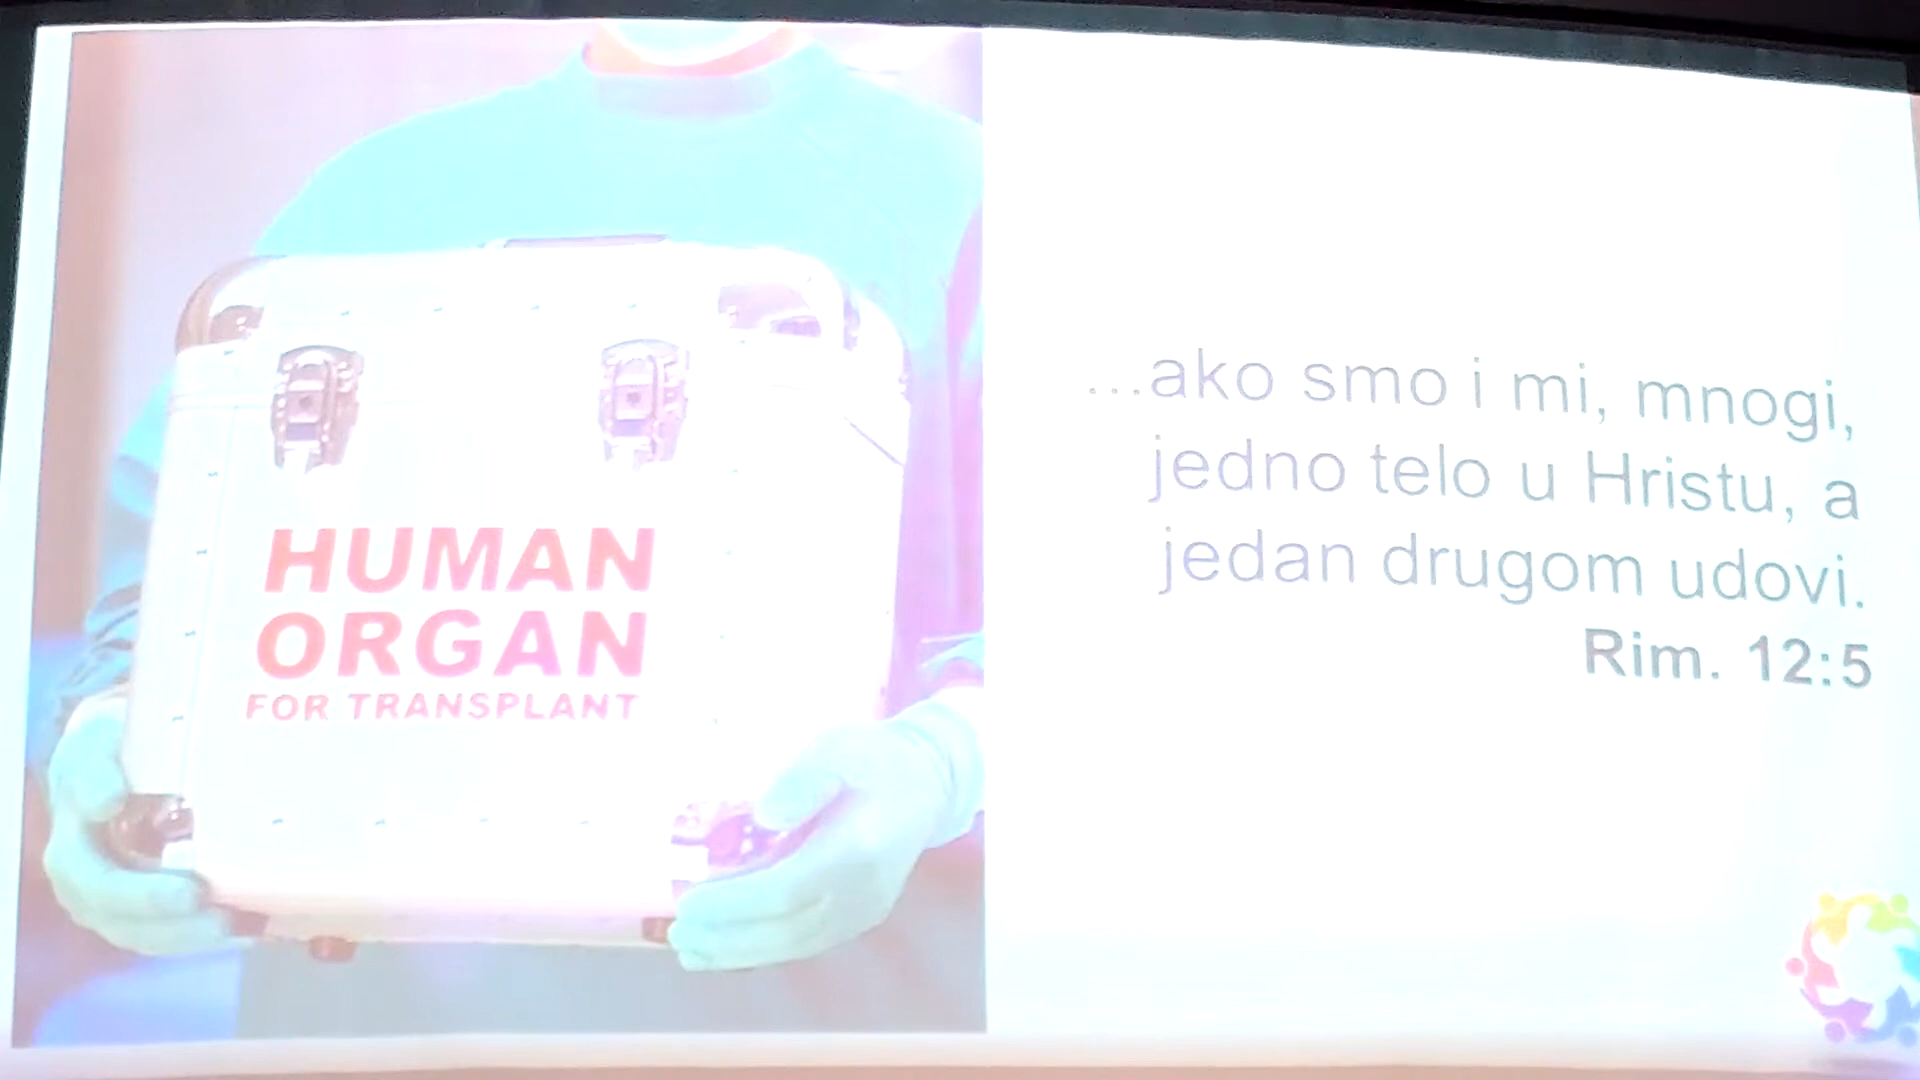 HUMAN
ORGAN
FOR TRANSPLANT
...ako smo i mi, mnogi,
jedno telo u Hristu, a
jedan drugom udovi.
Rim. 12:5